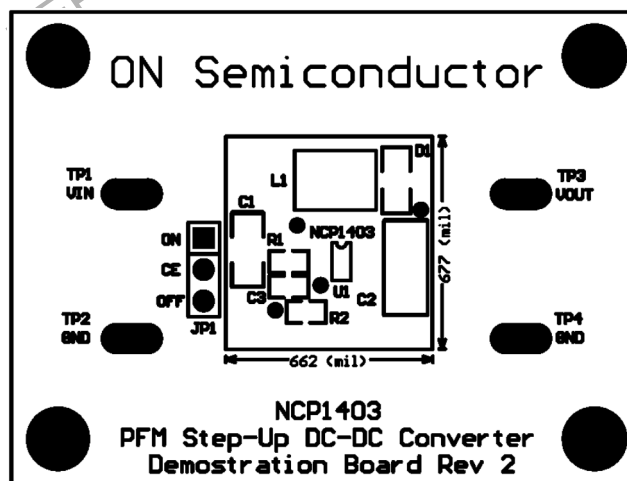 ON Semiconductor
TP1
VIN
TP3
VOUT
D1
L1
C1
NCP1403
ON
R1
CE
C3
U1
C2
OFF
R2
JP1
TP2
GND
TP4
GND
677 (mil)
662 (mil)
NCP1403
PFM Step-Up DC-DC Converter
Demostration Board Rev 2